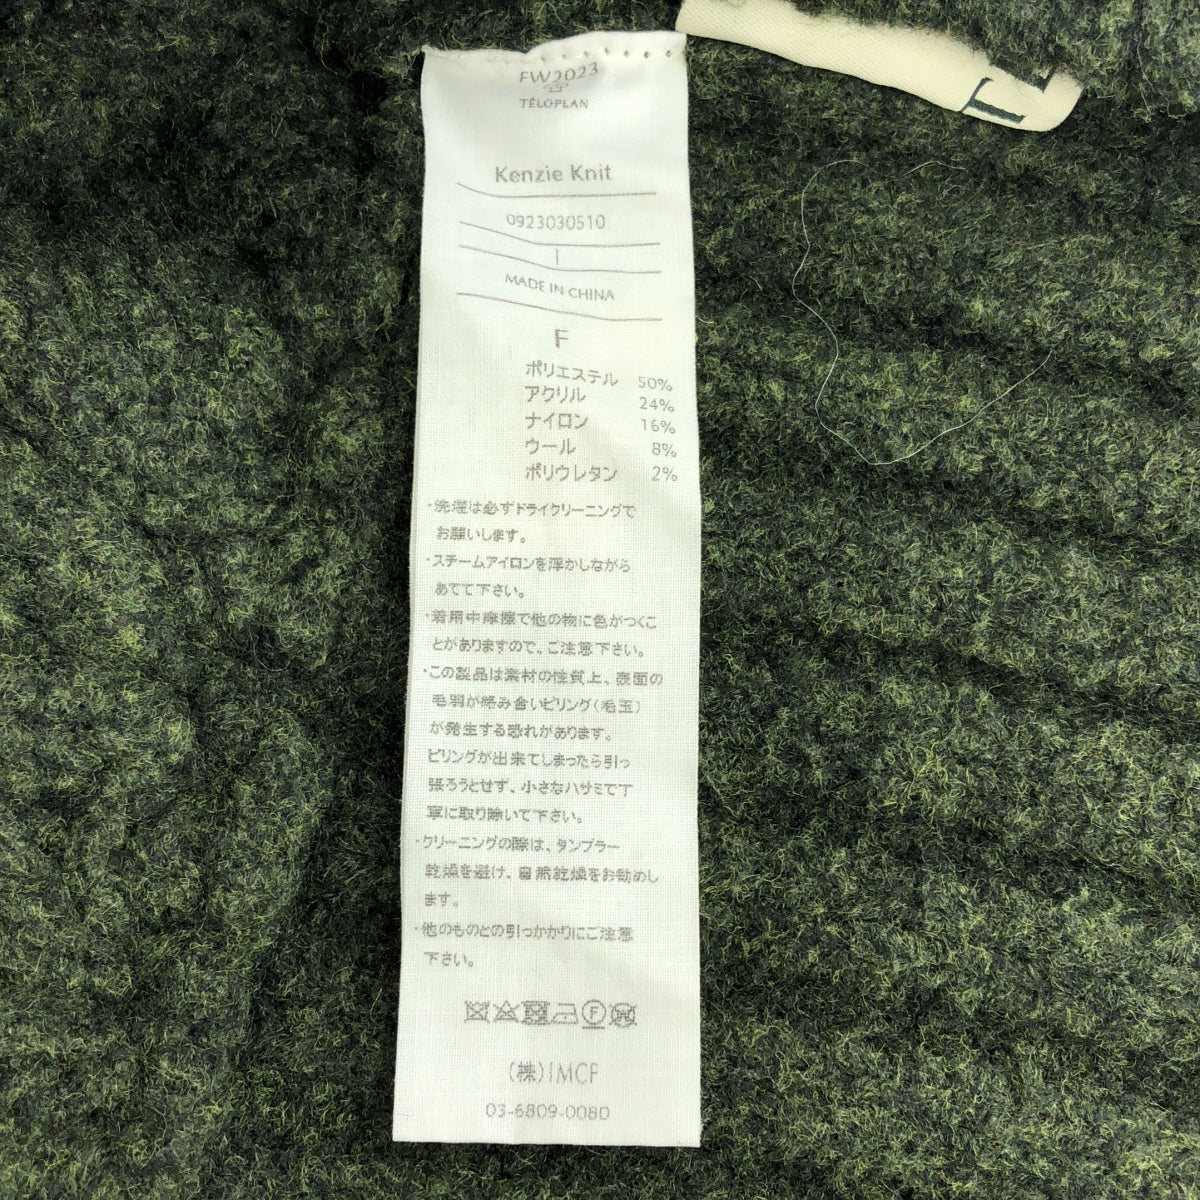 FW2023
TELOPLAN
Kenzie Knit
0923030510
MADE IN CHINA
F
ポリエステル 50%
アクリル 24%
ナイロン 16%
ウール 8%
ポリウレタン 2%
・洗濯は必ずドライクリーニングで
お願いします。
・スチームアイロンを浮かしながら
あてて下さい。
・着用中摩擦で他の物に色がつくこ
とがありますので、ご注意下さい。
・この製品は素材の性質上、表面の
毛羽が絡み合いピリング(毛玉)
が発生する恐れがあります。
ピリングが出来てしまったら引っ
張ろうとせず、小さなハサミで丁
寧に取り除いて下さい。
・クリーニングの際は、タンブラー
乾燥を避け、自然乾燥をお勧めし
ます。
・他のものとの引っかかりにご注意
下さい。
F
W
(株)IMCF
03-6809-0080